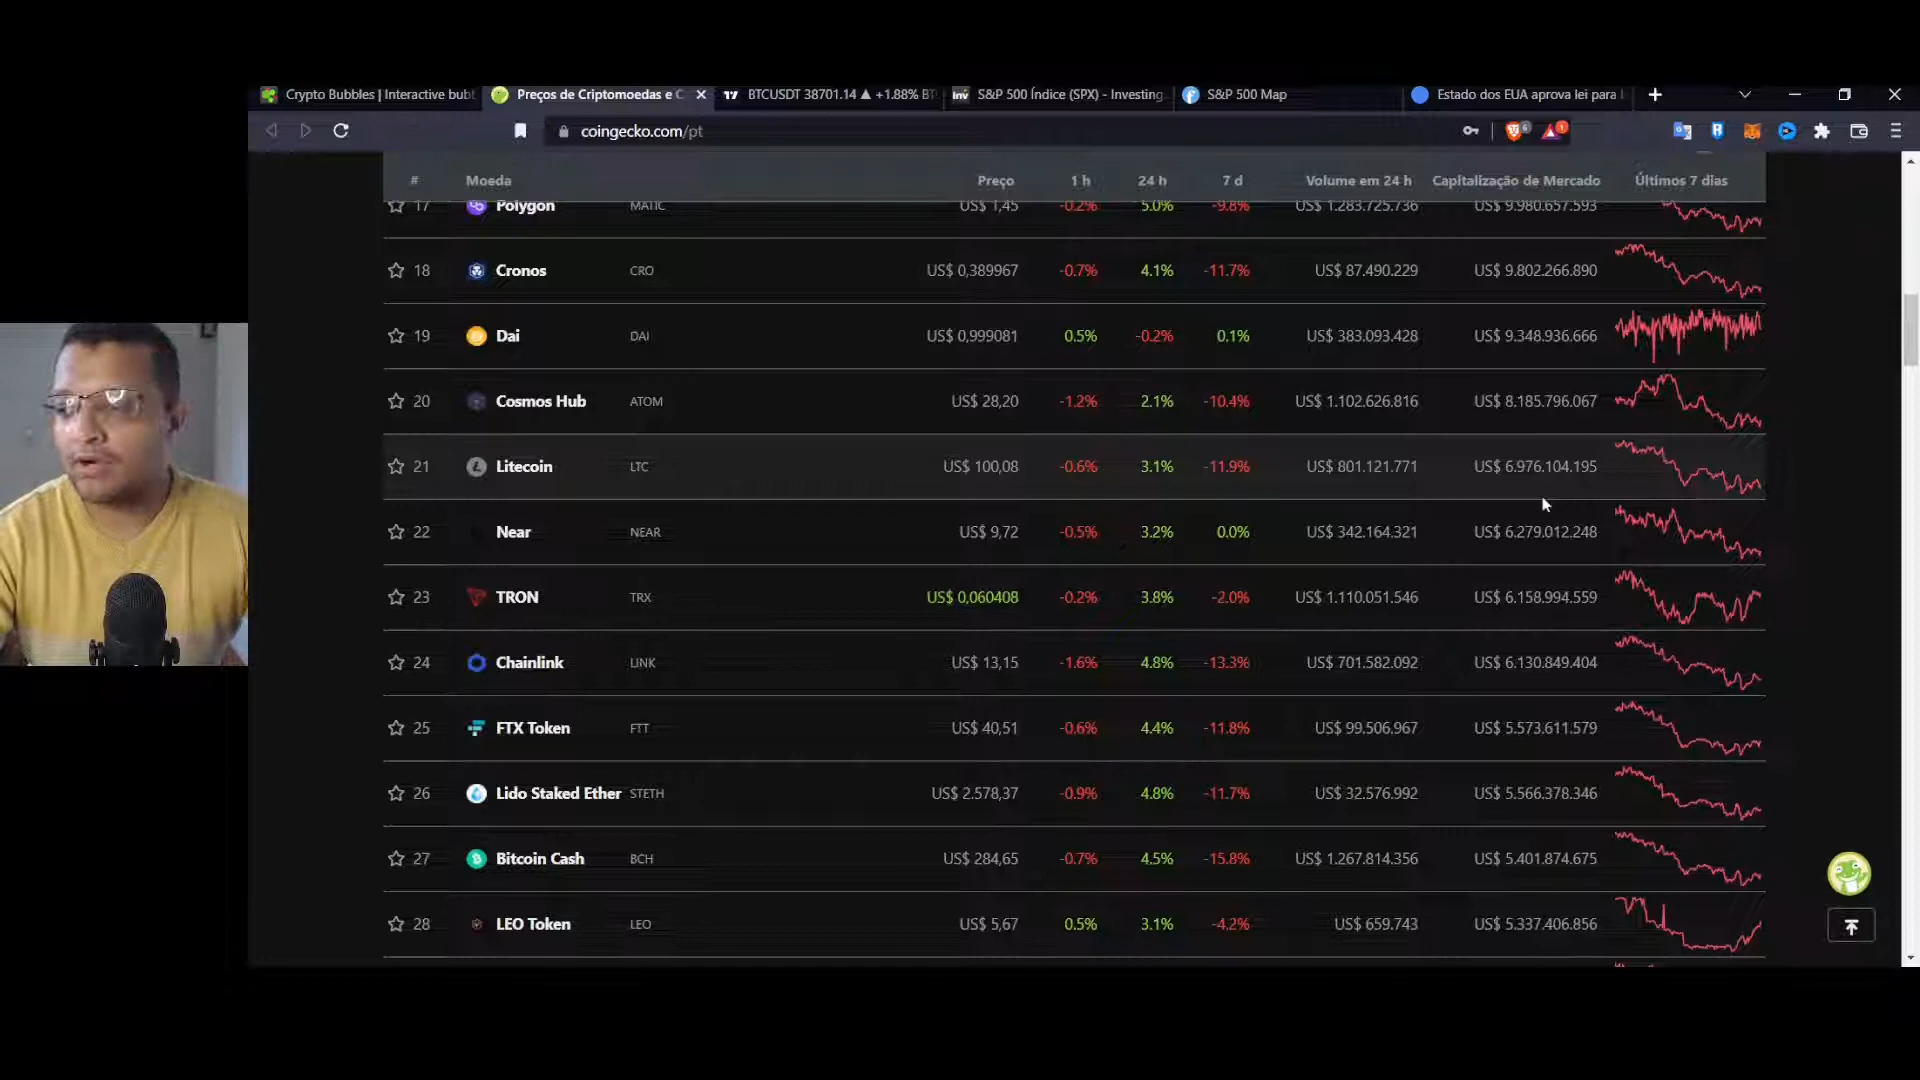 Crypto Bubbles | Interactive bubt
Preços de Criptomoedas e C
BTCUSDT 38701.14 ▲ +1.88% BT
S&P 500 Índice (SPX) - Investing
S&P 500 Map
Estado dos EUA aprova lei para
coingecko.com/pt
# Moeda Preço 1 h 24 h 7 d Volume em 24 h Capitalização de Mercado Últimos 7 dias
17 Polygon MATIC US$ 1,45 -0.2% 5.0% -9.8% US$ 1.283.725.736 US$ 9.980.657.593
18 Cronos CRO US$ 0,389967 -0.7% 4.1% -11.7% US$ 87.490.229 US$ 9.802.266.890
19 Dai DAI US$ 0,999081 0.5% -0.2% 0.1% US$ 383.093.428 US$ 9.348.936.666
20 Cosmos Hub ATOM US$ 28,20 -1.2% 2.1% -10.4% US$ 1.102.626.816 US$ 8.185.796.067
21 Litecoin LTC US$ 100,08 -0.6% 3.1% -11.9% US$ 801.121.771 US$ 6.976.104.195
22 Near NEAR US$ 9,72 -0.5% 3.2% 0.0% US$ 342.164.321 US$ 6.279.012.248
23 TRON TRX US$ 0,060408 -0.2% 3.8% -2.0% US$ 1.110.051.546 US$ 6.158.994.559
24 Chainlink LINK US$ 13,15 -1.6% 4.8% -13.3% US$ 701.582.092 US$ 6.130.849.404
25 FTX Token FTT US$ 40,51 -0.6% 4.4% -11.8% US$ 99.506.967 US$ 5.573.611.579
26 Lido Staked Ether STETH US$ 2.578,37 -0.9% 4.8% -11.7% US$ 32.576.992 US$ 5.566.378.346
27 Bitcoin Cash BCH US$ 284,65 -0.7% 4.5% -15.8% US$ 1.267.814.356 US$ 5.401.874.675
28 LEO Token LEO US$ 5,67 0.5% 3.1% -4.2% US$ 659.743 US$ 5.337.406.856